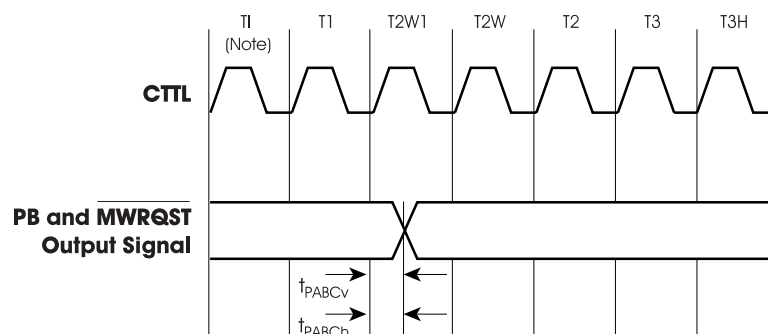 TI T1 T2W1 T2W T2 T3 T3H
(Note)
CTTL
PB and MWRQST
Output Signal
tPABCv
tPABCh